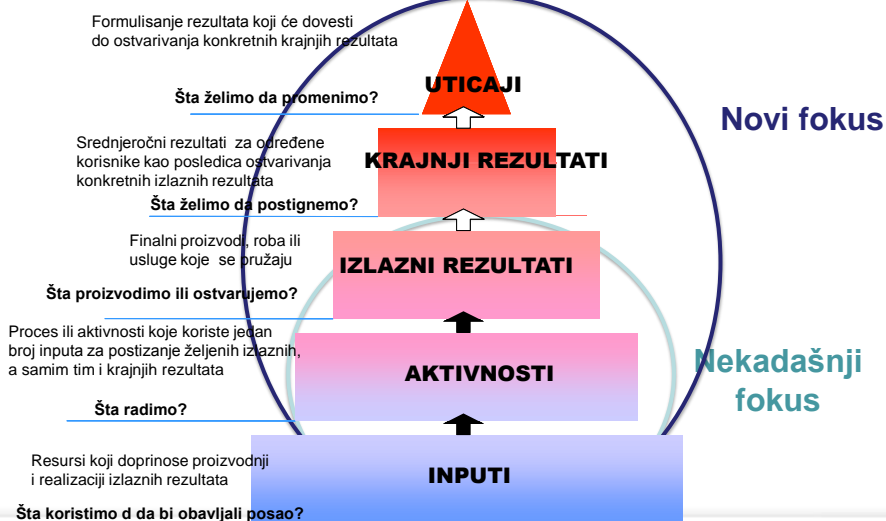 Formulisanje rezultata koji će dovesti
do ostvarivanja konkretnih krajnjih rezultata
UTICAJI
Šta želimo da promenimo?
Novi fokus
Srednjeročni rezultati za određene
korisnike kao posledica ostvarivanja
konkretnih izlaznih rezultata
KRAJNJI REZULTATI
Šta želimo da postignemo?
Finalni proizvodi, roba ili
usluge koje se pružaju
IZLAZNI REZULTATI
Šta proizvodimo ili ostvarujemo?
Proces ili aktivnosti koje koriste jedan
broj inputa za postizanje željenih izlaznih,
a samim tim i krajnjih rezultata
AKTIVNOSTI
Nekadašnji
fokus
Šta radimo?
Resursi koji doprinose proizvodnji
i realizaciji izlaznih rezultata
INPUTI
Šta koristimo d da bi obavljali posao?